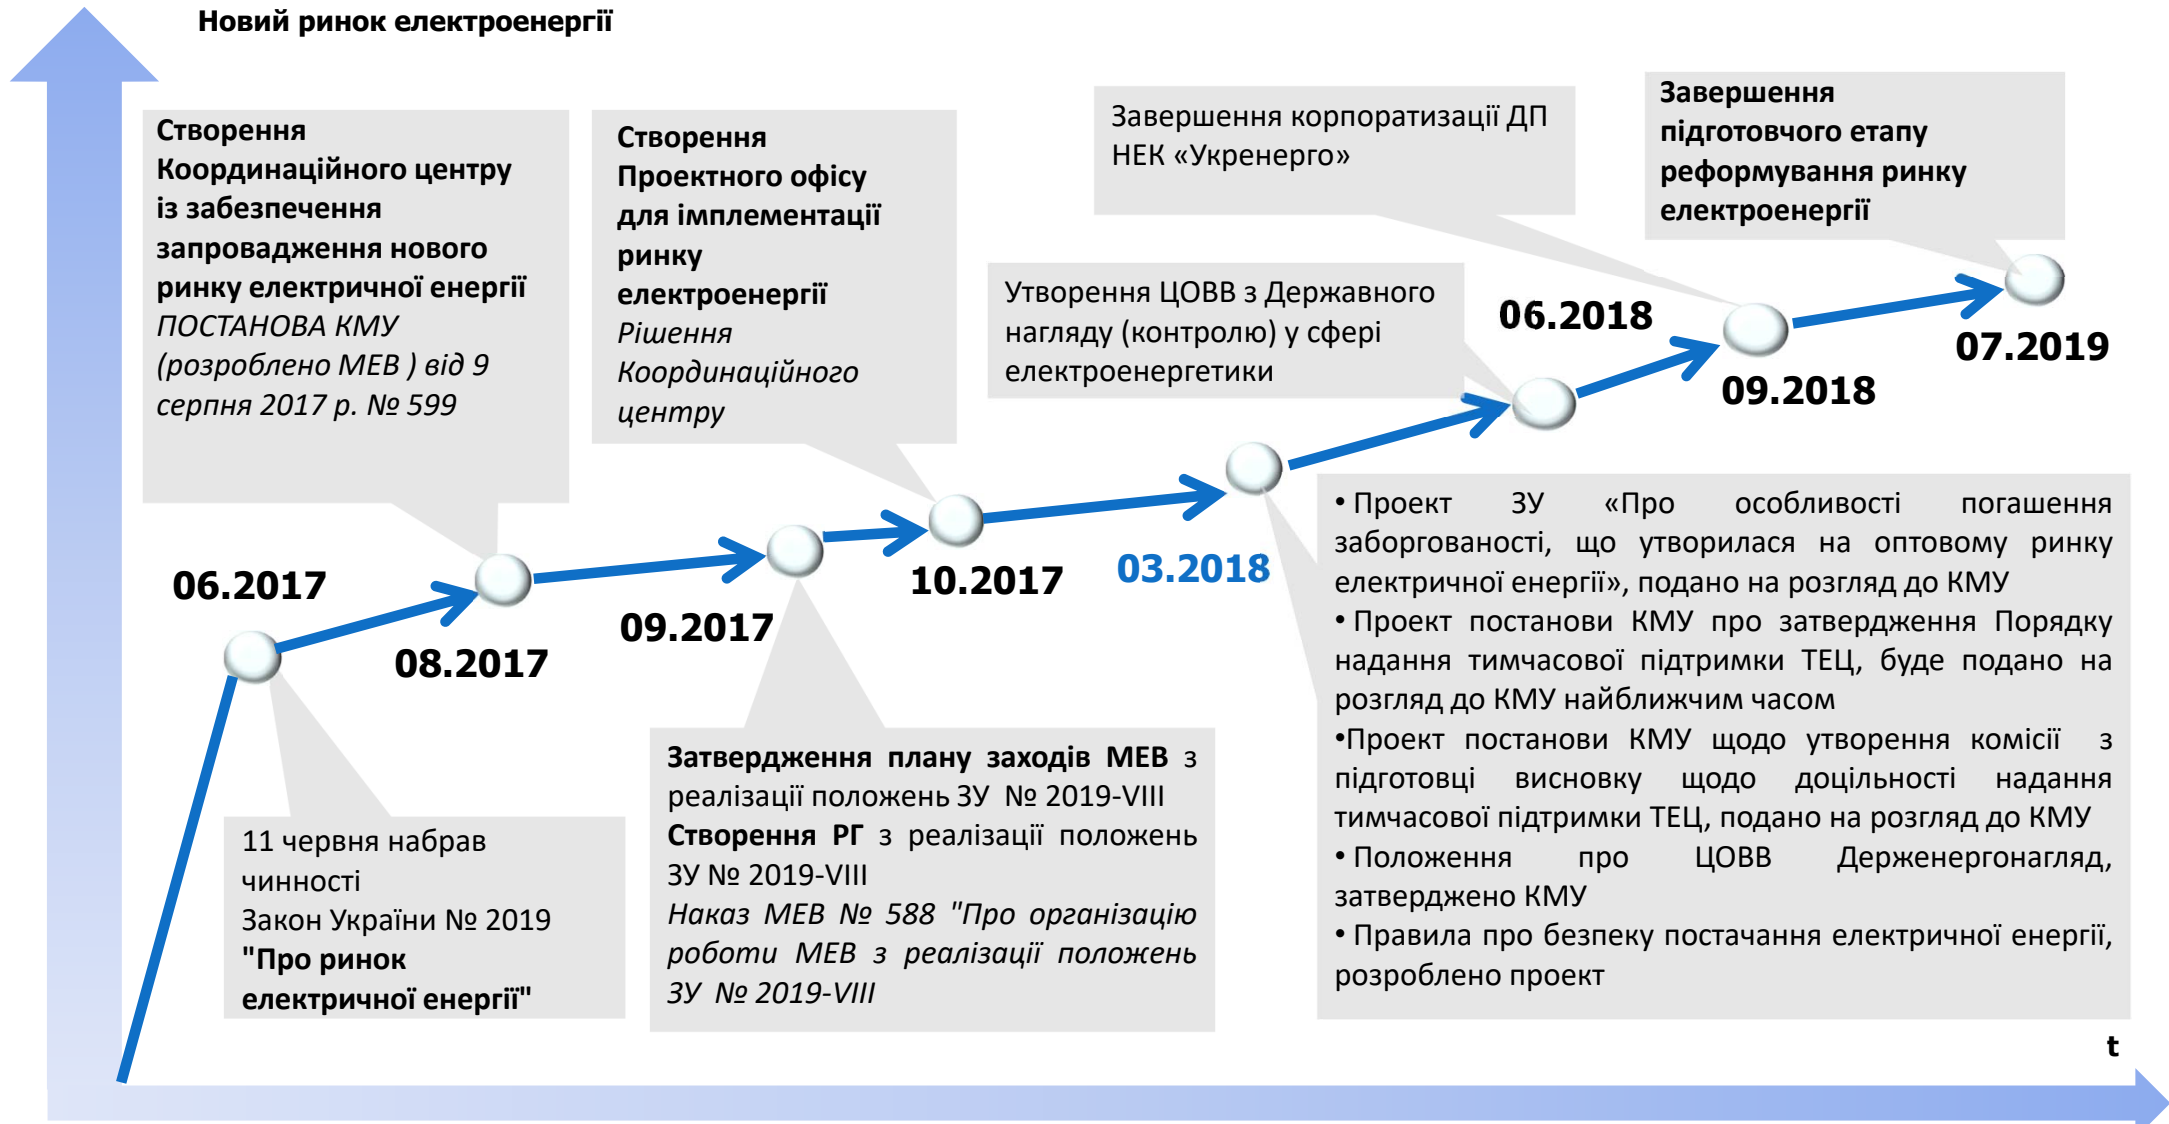 Новий ринок електроенергії
Створення
Координаційного центру
із забезпечення
запровадження нового
ринку електричної енергії
ПОСТАНОВА КМУ
(розроблено МЕВ ) від 9
серпня 2017 р. № 599
Створення
Проектного офісу
для імплементації
ринку
електроенергії
Рішення
Координаційного
центру
Завершення корпоратизації ДП
НЕК «Укренерго»
Завершення
підготовчого етапу
реформування ринку
електроенергії
Утворення ЦОВВ з Державного
нагляду (контролю) у сфері
електроенергетики
06.2017
08.2017
09.2017
10.2017
03.2018
06.2018
09.2018
07.2019
11 червня набрав
чинності
Закон України № 2019
"Про ринок
електричної енергії"
Затвердження плану заходів МЕВ з
реалізації положень ЗУ № 2019-VIII
Створення РГ з реалізації положень
ЗУ № 2019-VIII
Наказ МЕВ № 588 "Про організацію
роботи МЕВ з реалізації положень
ЗУ № 2019-VIII
• Проект ЗУ «Про особливості погашення
заборгованості, що утворилася на оптовому ринку
електричної енергії», подано на розгляд до КМУ
• Проект постанови КМУ про затвердження Порядку
надання тимчасової підтримки ТЕЦ, буде подано на
розгляд до КМУ найближчим часом
•Проект постанови КМУ щодо утворення комісії з
підготовці висновку щодо доцільності надання
тимчасової підтримки ТЕЦ, подано на розгляд до КМУ
• Положення про ЦОВВ Держенергонагляд,
затверджено КМУ
• Правила про безпеку постачання електричної енергії,
розроблено проект
t